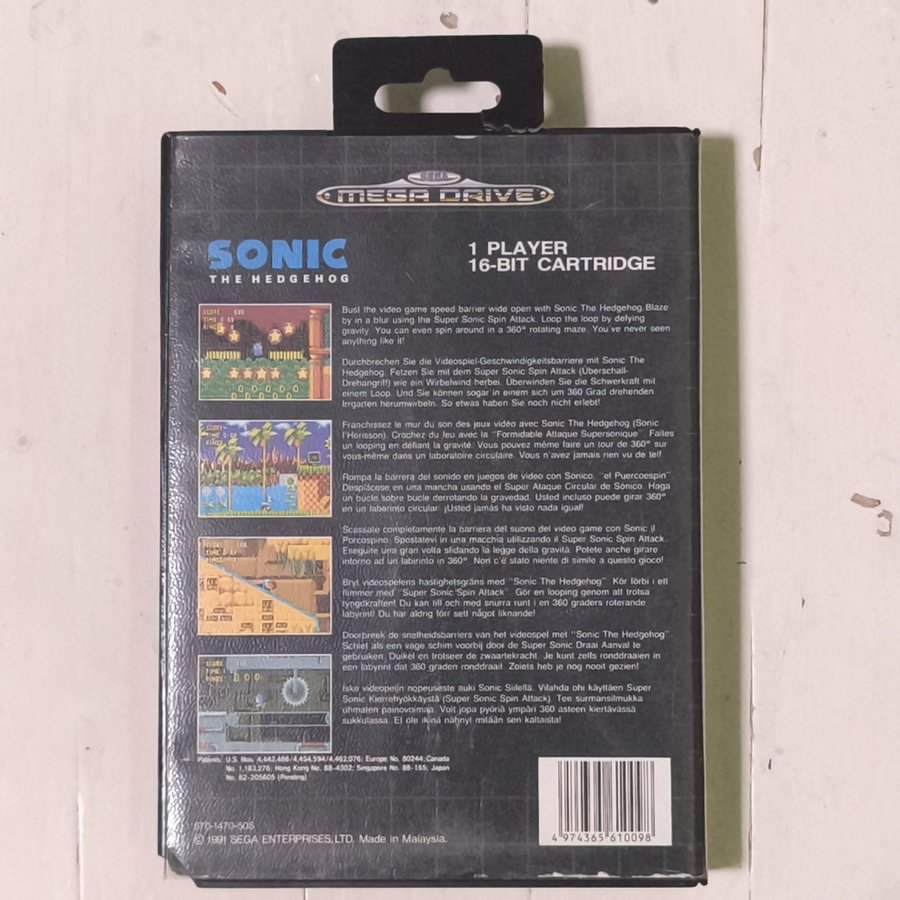 SEGA
MEGA DRIVE
SONIC
THE HEDGEHOG
1 PLAYER
16-BIT CARTRIDGE
Bust the video game speed barrier wide open with Sonic The Hedgehog. Blaze
by in a blur using the Super Sonic Spin Attack. Loop the loop by defying
gravity. You can even spin around in a 360° rotating maze. You've never seen
anything like it!
Durchbrechen Sie die Videospiel-Geschwindigkeitsbarriere mit Sonic The
Hedgehog. Fetzen Sie mit dem Super Sonic Spin Attack (Überschall-
Drehangriff) wie ein Wirbelwind herbei. Überwinden Sie die Schwerkraft mit
einem Loop. Und Sie können sogar in einem sich um 360 Grad drehenden
Irrgarten herumwirbeln. So etwas haben Sie noch nicht erlebt!
Franchissez le mur du son des jeux vidéo avec Sonic The Hedgehog (Sonic
l'Hérisson). Crachez du feu avec la "Formidable Attaque Supersonique". Faites
un looping en défiant la gravité. Vous pouvez même faire un tour de 360° sur
vous-même dans un laboratoire circulaire. Vous n'avez jamais rien vu de tel!
Rompa la barrera del sonido en juegos de video con Sónico, "el Puercoespin"
Desplácese en una mancha usando el Super Ataque Circular de Sónico. Haga
un bucle sobre bucle derrotando la gravedad. Usted incluso puede girar 360°
en un laberinto circular. ¡Usted jamás ha visto nada igual!
Scassate completamente la barriera del suono del video game con Sonic il
Porcospino. Spostatevi in una macchia utilizzando il Super Sonic Spin Attack.
Eseguite una gran volta sfidando la legge della gravità. Potete anche girare
intorno ad un labirinto in 360°. Non c'è stato niente di simile a questo gioco!
Bryt videospelens hastighetsgräns med "Sonic The Hedgehog". Kör förbi i ett
flimmer med "Super Sonic Spin Attack". Gör en looping genom att trotsa
tyngdkraften! Du kan till och med snurra runt i en 360 graders roterande
labyrint! Du har aldrig förr sett något liknande!
Doorbreek de snelheidsbarriers van het videospel met "Sonic The Hedgehog"
Schiet als een vage schim voorbij door de Super Sonic Draai Aanval te
gebruiken. Duikel en trotseer de zwaartekracht. Je kunt zelfs ronddraaien in
een labyrint dat 360 graden ronddraait. Zoiets heb je nog nooit gezien!
Iske videopelin nopeuseste auki Sonic Siilellä. Vilahda ohi käyttäen Super
Sonic Kierrehyökkäystä (Super Sonic Spin Attack). Tee surmansilmukka
uhmaten painovoimaa. Voit jopa pyöriä ympäri 360 asteen kiertävässä
sukkulassa. Et ole ikinä nähnyt mitään sen kaltaista!
Patents: U.S. Nos. 4,442,486/4,454,594/4,462,076; Europe No. 80244; Canada
No. 1,183,276; Hong Kong No. 88-4302; Singapore No. 88-155; Japan
No. 82-205605 (Pending)
670-1470-50S
© 1991 SEGA ENTERPRISES, LTD. Made in Malaysia.
4 974365 610098